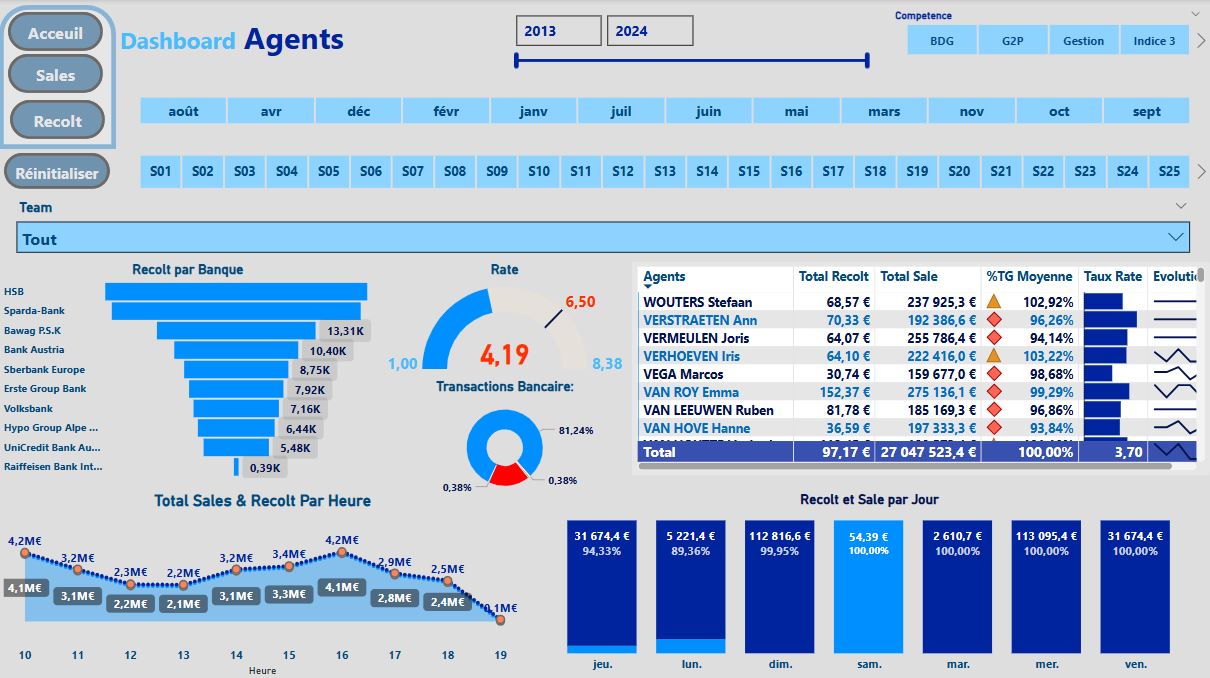 Acceuil
Sales
Recolt
Réinitialiser
Dashboard Agents
2013 2024
Competence
BDG G2P Gestion Indice 3
août avr déc févr janv juil juin mai mars nov oct sept
S01 S02 S03 S04 S05 S06 S07 S08 S09 S10 S11 S12 S13 S14 S15 S16 S17 S18 S19 S20 S21 S22 S23 S24 S25
Team
Tout
Recolt par Banque
HSB
Sparda-Bank
Bawag P.S.K 13,31K
Bank Austria 10,40K
Sberbank Europe 8,75K
Erste Group Bank 7,92K
Volksbank 7,16K
Hypo Group Alpe ... 6,44K
UniCredit Bank Au... 5,48K
Raiffeisen Bank Int... 0,39K
Rate
6,50
4,19
1,00 8,38
Transactions Bancaire:
81,24%
0,38% 0,38%
Agents Total Recolt Total Sale %TG Moyenne Taux Rate Evoluti
WOUTERS Stefaan 68,57 € 237 925,3 € 102,92%
VERSTRAETEN Ann 70,33 € 192 386,6 € 96,26%
VERMEULEN Joris 64,07 € 255 786,4 € 94,14%
VERHOEVEN Iris 64,10 € 222 416,0 € 103,22%
VEGA Marcos 30,74 € 159 677,0 € 98,68%
VAN ROY Emma 152,37 € 275 136,1 € 99,29%
VAN LEEUWEN Ruben 81,78 € 185 169,3 € 96,86%
VAN HOVE Hanne 36,59 € 197 333,3 € 93,84%
Total 97,17 € 27 047 523,4 € 100,00% 3,70
Total Sales & Recolt Par Heure
4,2M€ 3,2M€ 2,3M€ 2,2M€ 3,2M€ 3,4M€ 4,2M€ 2,9M€ 2,5M€ 0,1M€
4,1M€ 3,1M€ 2,2M€ 2,1M€ 3,1M€ 3,3M€ 4,1M€ 2,8M€ 2,4M€
10 11 12 13 14 15 16 17 18 19
Heure
Recolt et Sale par Jour
31 674,4 € 5 221,4 € 112 816,6 € 54,39 € 2 610,7 € 113 095,4 € 31 674,4 €
94,33% 89,36% 99,95% 100,00% 100,00% 100,00% 100,00%
jeu. lun. dim. sam. mar. mer. ven.